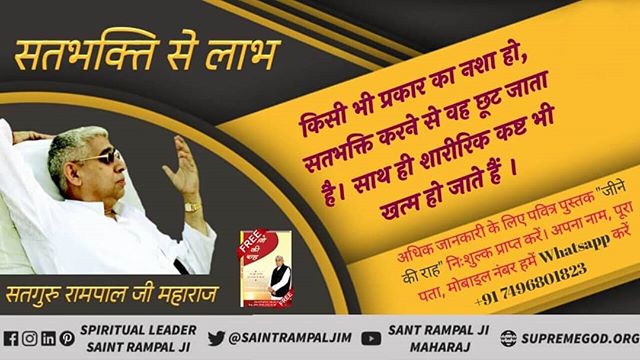 सतभक्ति से लाभ
किसी भी प्रकार का नशा हो,
सतभक्ति करने से वह छूट जाता
है। साथ ही शारीरिक कष्ट भी
खत्म हो जाते हैं ।
अधिक जानकारी के लिए पवित्र पुस्तक "जीने
की राह" नि:शुल्क प्राप्त करें। अपना नाम, पूरा
पता, मोबाइल नंबर हमें Whatsapp करें
+91 7496801823
FREE
जीने की राह
FREE
सतगुरु रामपाल जी महाराज
SPIRITUAL LEADER
SAINT RAMPAL JI
@SAINTRAMPALJIM
SANT RAMPAL JI
MAHARAJ
SUPREMEGOD.ORG